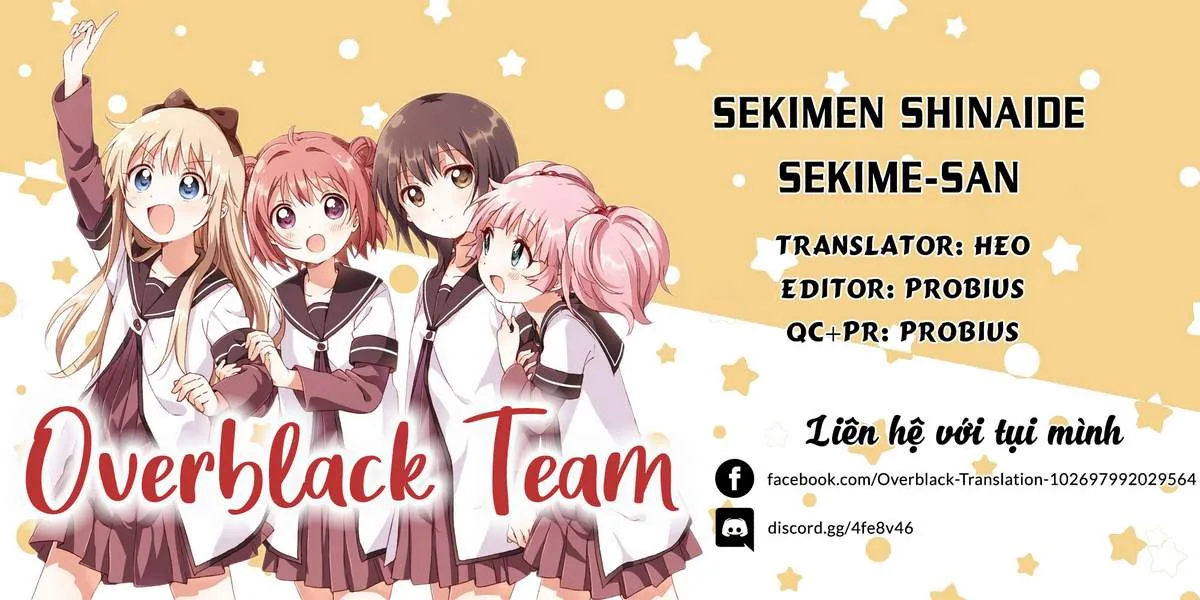 SEKIMEN SHINAIDE
SEKIME-SAN
TRANSLATOR: HEO
EDITOR: PROBIUS
QC+PR: PROBIUS
Overblack Team
Liên hệ với tụi mình
facebook.com/Overblack-Translation-102697992029564
discord.gg/4fe8v46